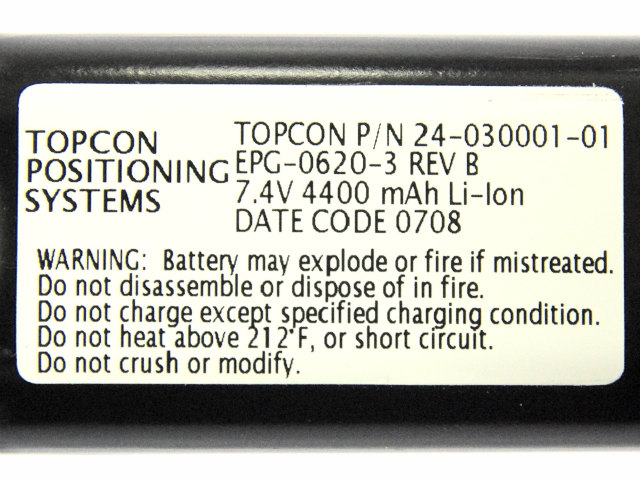 TOPCON
POSITIONING
SYSTEMS
TOPCON P/N 24-030001-01
EPG-0620-3 REV B
7.4V 4400 mAh Li-Ion
DATE CODE 0708
WARNING: Battery may explode or fire if mistreated.
Do not disassemble or dispose of in fire.
Do not charge except specified charging condition.
Do not heat above 212°F, or short circuit.
Do not crush or modify.